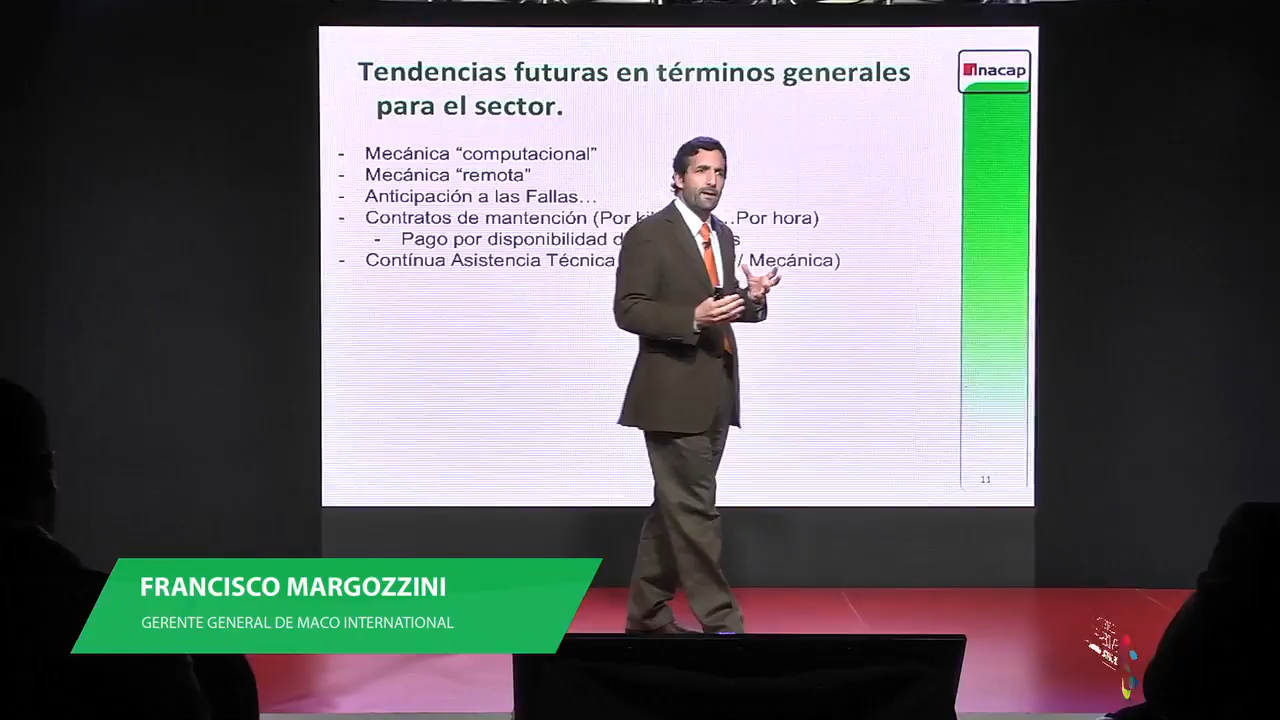 Tendencias futuras en términos generales
para el sector.
inacap
- Mecánica “computacional”
- Mecánica “remota”
- Anticipación a las Fallas...
- Contratos de mantención (Por ...Por hora)
- Pago por disponibilidad
- Contínua Asistencia Técnica / Mecánica)
11
FRANCISCO MARGOZZINI
GERENTE GENERAL DE MACO INTERNATIONAL